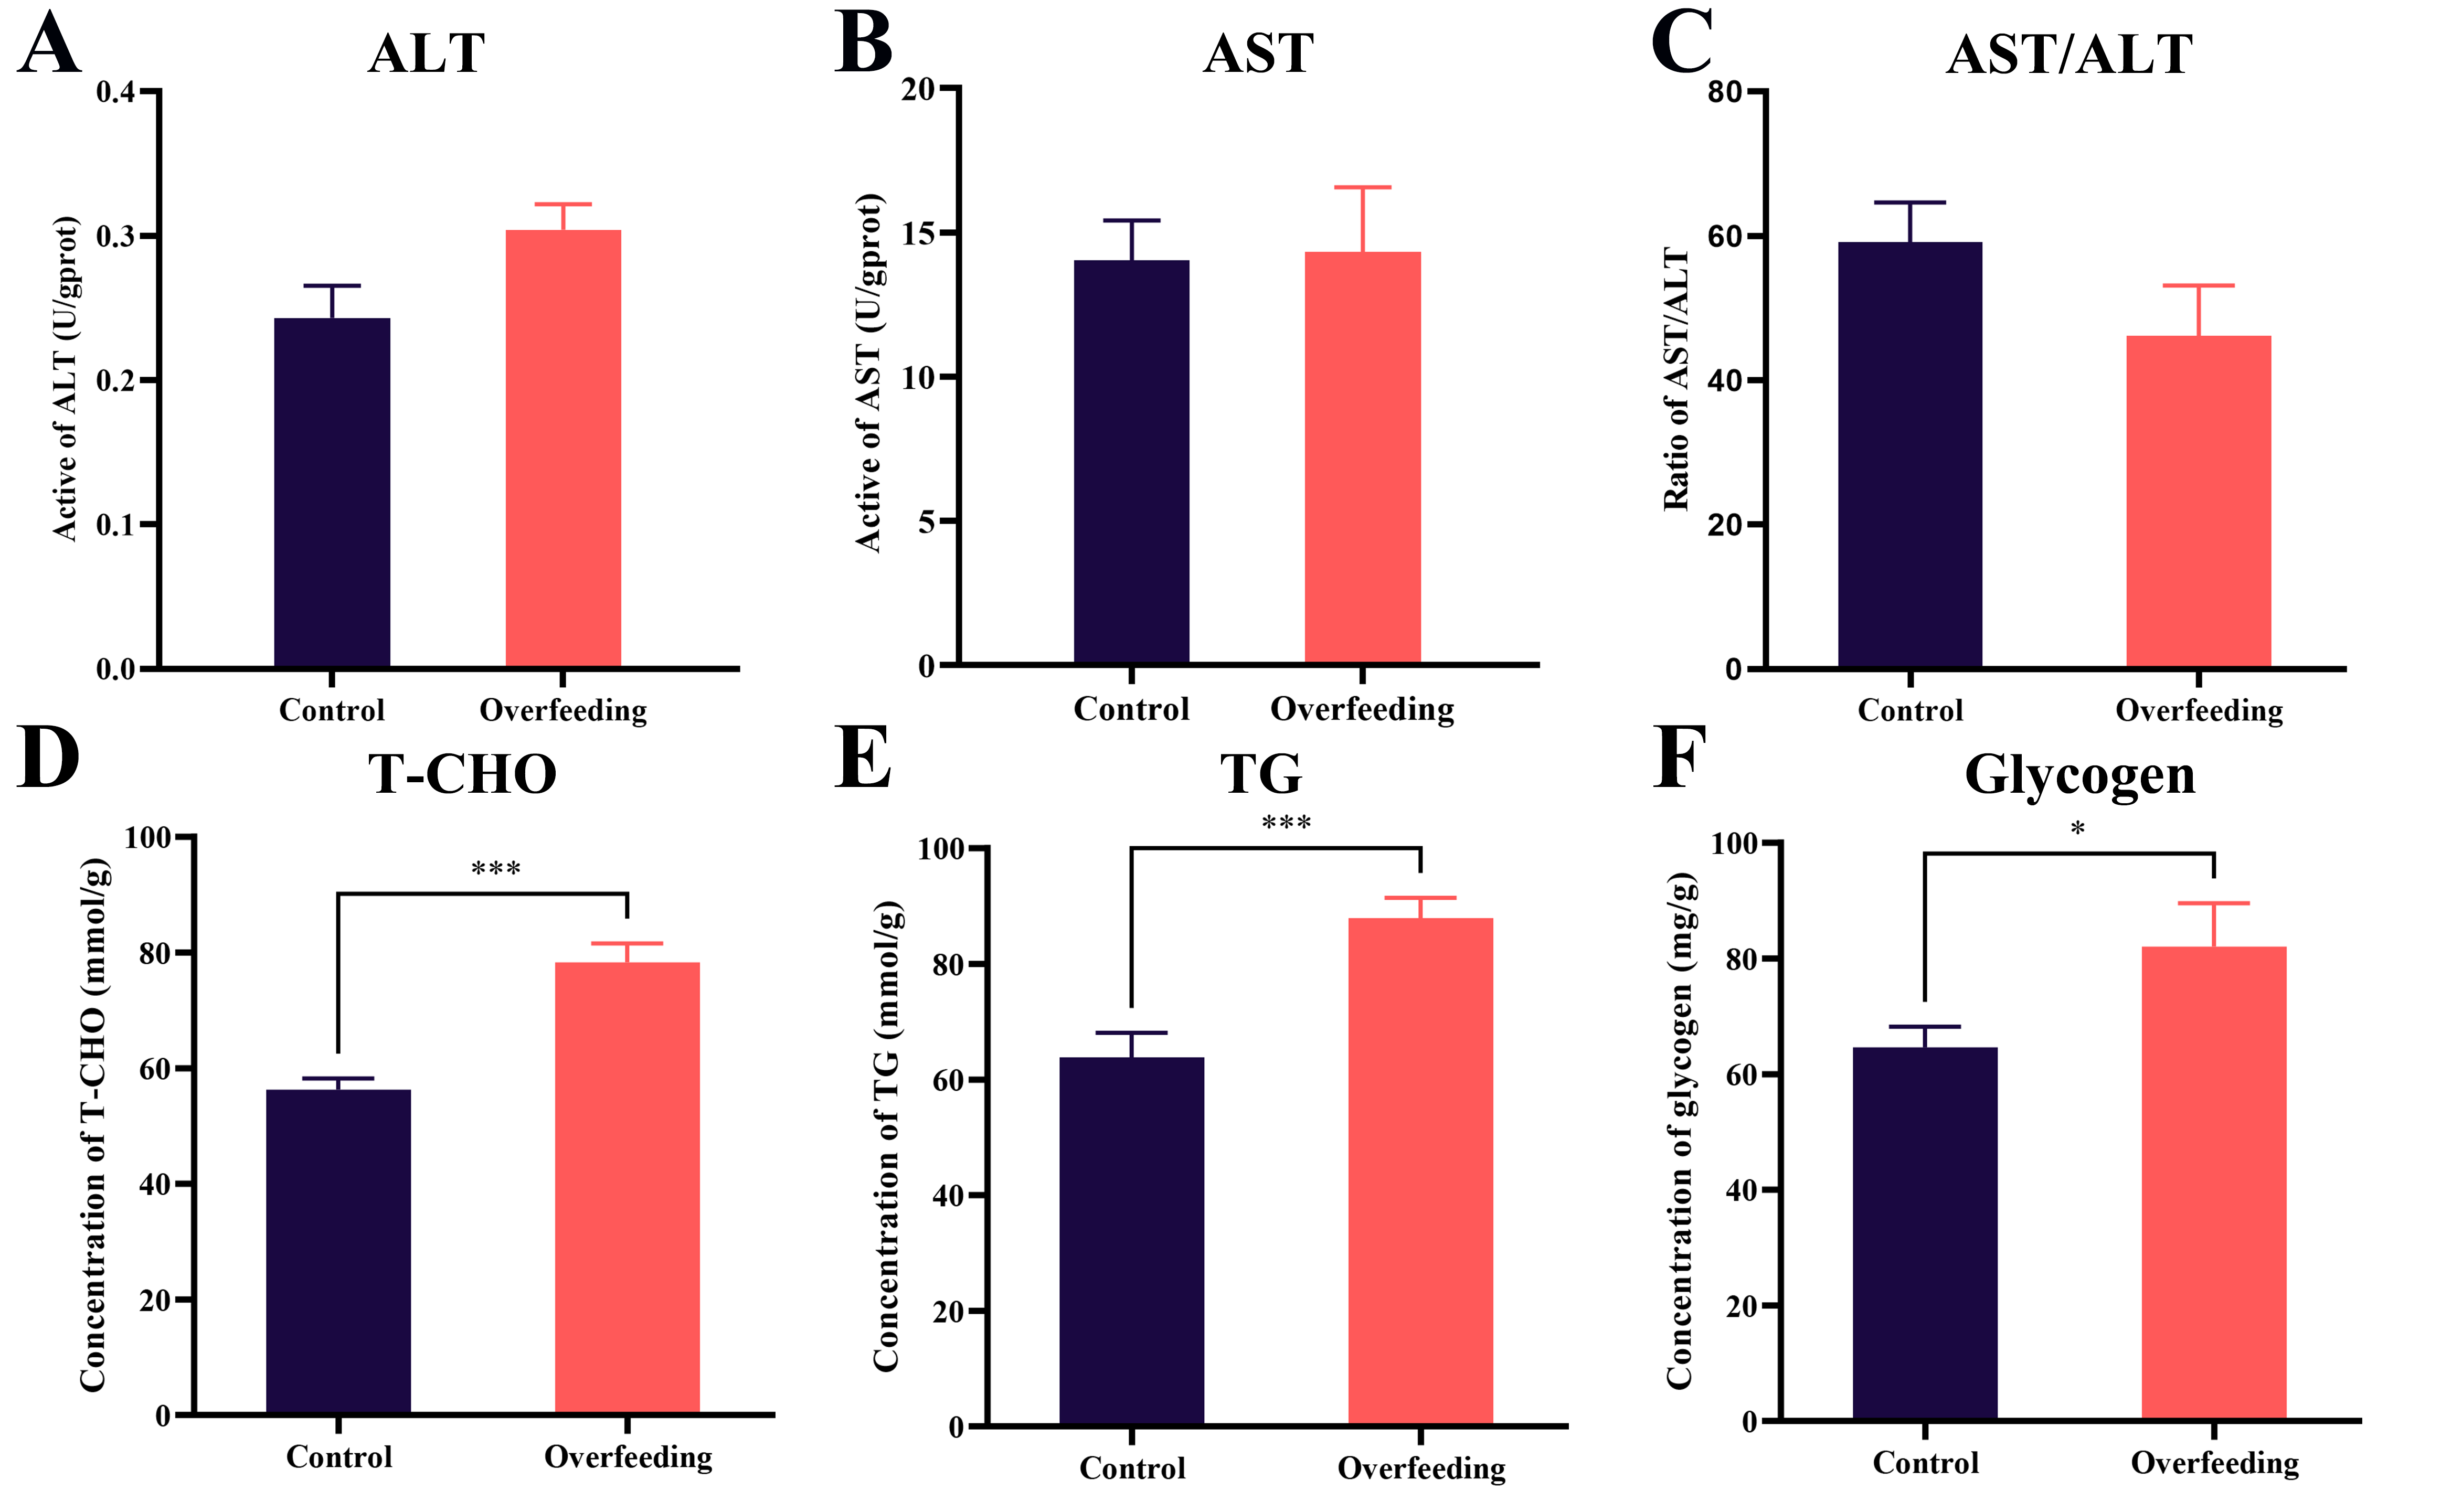 A
ALT
0.4
0.3
0.2
0.1
0.0
Active of ALT (U/gprot)
Control
Overfeeding
B
AST
20
15
10
5
0
Active of AST (U/gprot)
Control
Overfeeding
C
AST/ALT
80
60
40
20
0
Ratio of AST/ALT
Control
Overfeeding
D
T-CHO
***
100
80
60
40
20
0
Concentration of T-CHO (mmol/g)
Control
Overfeeding
E
TG
***
100
80
60
40
20
0
Concentration of TG (mmol/g)
Control
Overfeeding
F
Glycogen
*
100
80
60
40
20
0
Concentration of glycogen (mg/g)
Control
Overfeeding